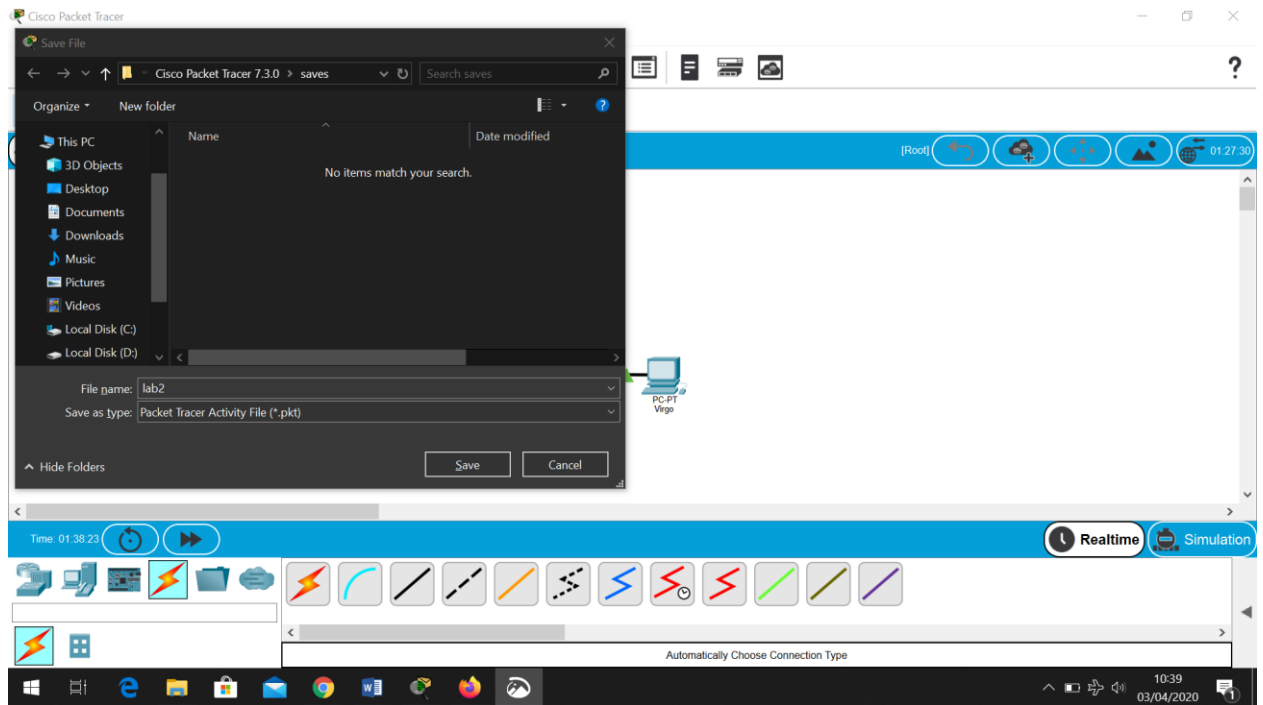 Cisco Packet Tracer
Save File
Cisco Packet Tracer 7.3.0 > saves
Search saves
?
Organize
New folder
?
This PC
3D Objects
Desktop
Documents
Downloads
Music
Pictures
Videos
Local Disk (C:)
Local Disk (D:)
Name
Date modified
No items match your search.
[Root]
01:27:30
File name: lab2
Save as type: Packet Tracer Activity File (*.pkt)
Hide Folders
Save
Cancel
PC-PT
Virgo
Time: 01:38:23
Realtime
Simulation
Automatically Choose Connection Type
10:39
03/04/2020
1